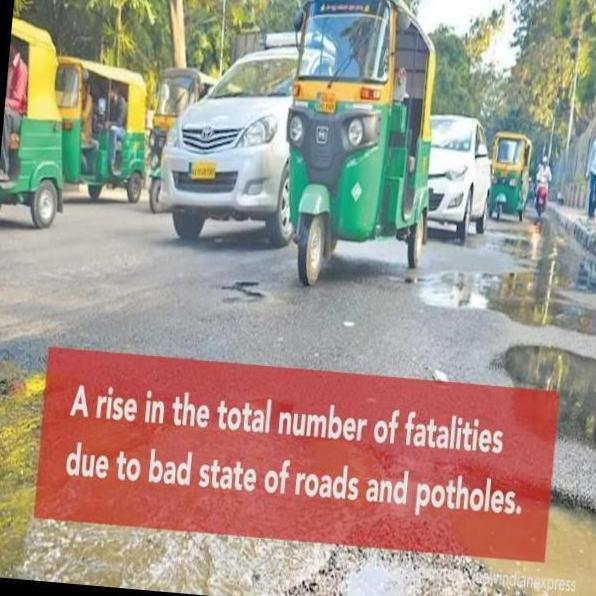 A rise in the total number of fatalities
due to bad state of roads and potholes.